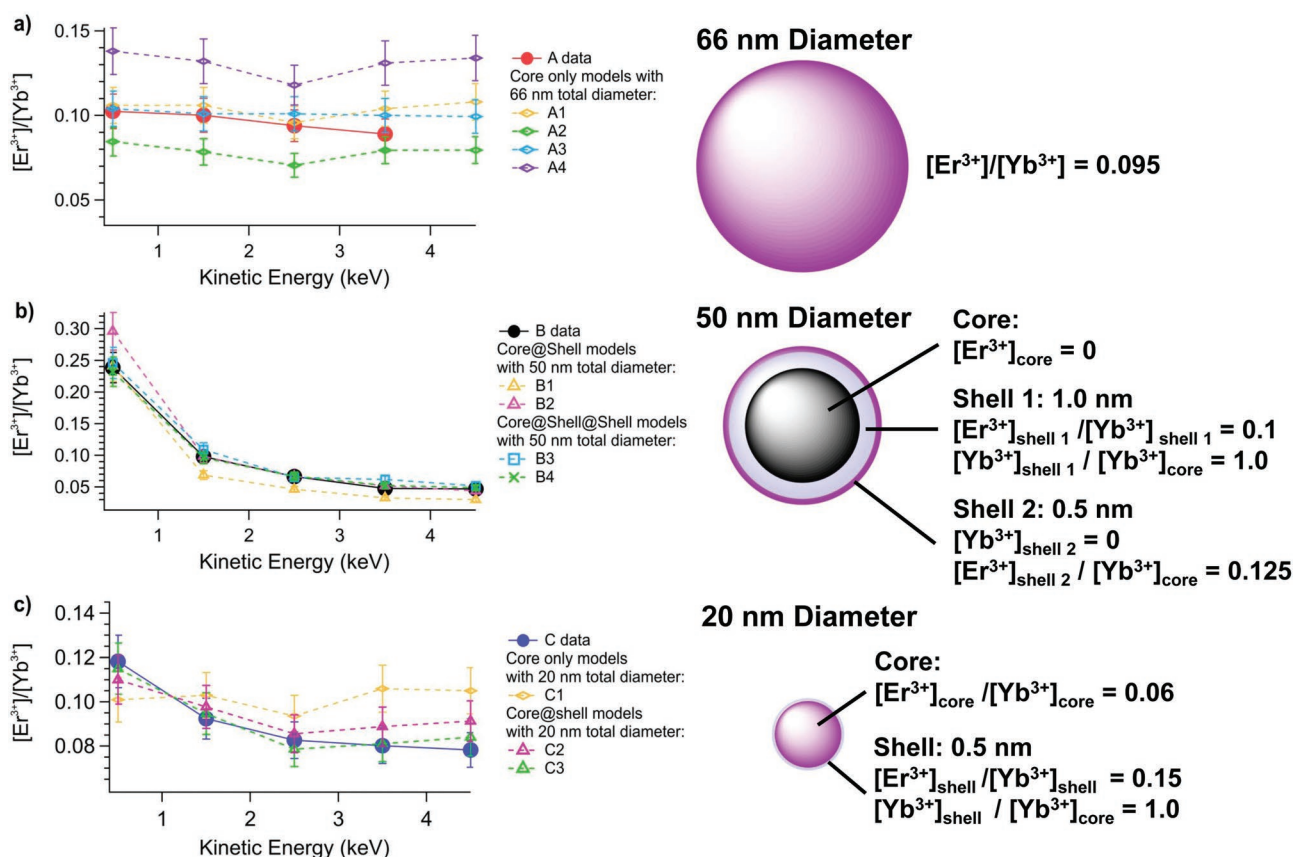 a)
0.15
0.10
0.05
[Er³⁺]/[Yb³⁺]
1 2 3 4
Kinetic Energy (keV)
A data
Core only models with
66 nm total diameter:
A1
A2
A3
A4
66 nm Diameter
[Er³⁺]/[Yb³⁺] = 0.095
b)
0.30
0.25
0.20
0.15
0.10
0.05
[Er³⁺]/[Yb³⁺]
1 2 3 4
Kinetic Energy (keV)
B data
Core@Shell models
with 50 nm total diameter:
B1
B2
Core@Shell@Shell models
with 50 nm total diameter:
B3
B4
50 nm Diameter
Core:
[Er³⁺]core = 0
Shell 1: 1.0 nm
[Er³⁺]shell 1 /[Yb³⁺] shell 1 = 0.1
[Yb³⁺]shell 1 / [Yb³⁺]core = 1.0
Shell 2: 0.5 nm
[Yb³⁺]shell 2 = 0
[Er³⁺]shell 2 / [Yb³⁺]core = 0.125
c)
0.14
0.12
0.10
0.08
[Er³⁺]/[Yb³⁺]
1 2 3 4
Kinetic Energy (keV)
C data
Core only models
with 20 nm total diameter:
C1
Core@shell models
with 20 nm total diameter:
C2
C3
20 nm Diameter
Core:
[Er³⁺]core /[Yb³⁺]core = 0.06
Shell: 0.5 nm
[Er³⁺]shell /[Yb³⁺]shell = 0.15
[Yb³⁺]shell / [Yb³⁺]core = 1.0